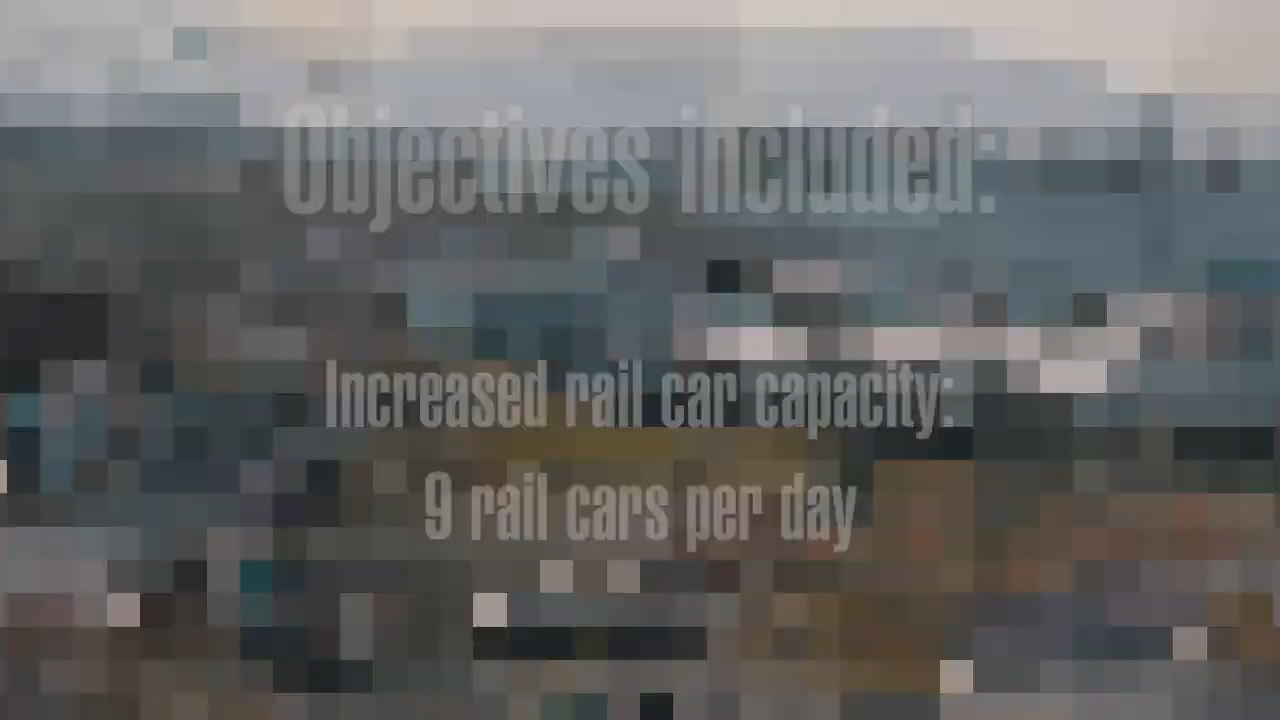 Objectives included:
Increased rail car capacity:
9 rail cars per day